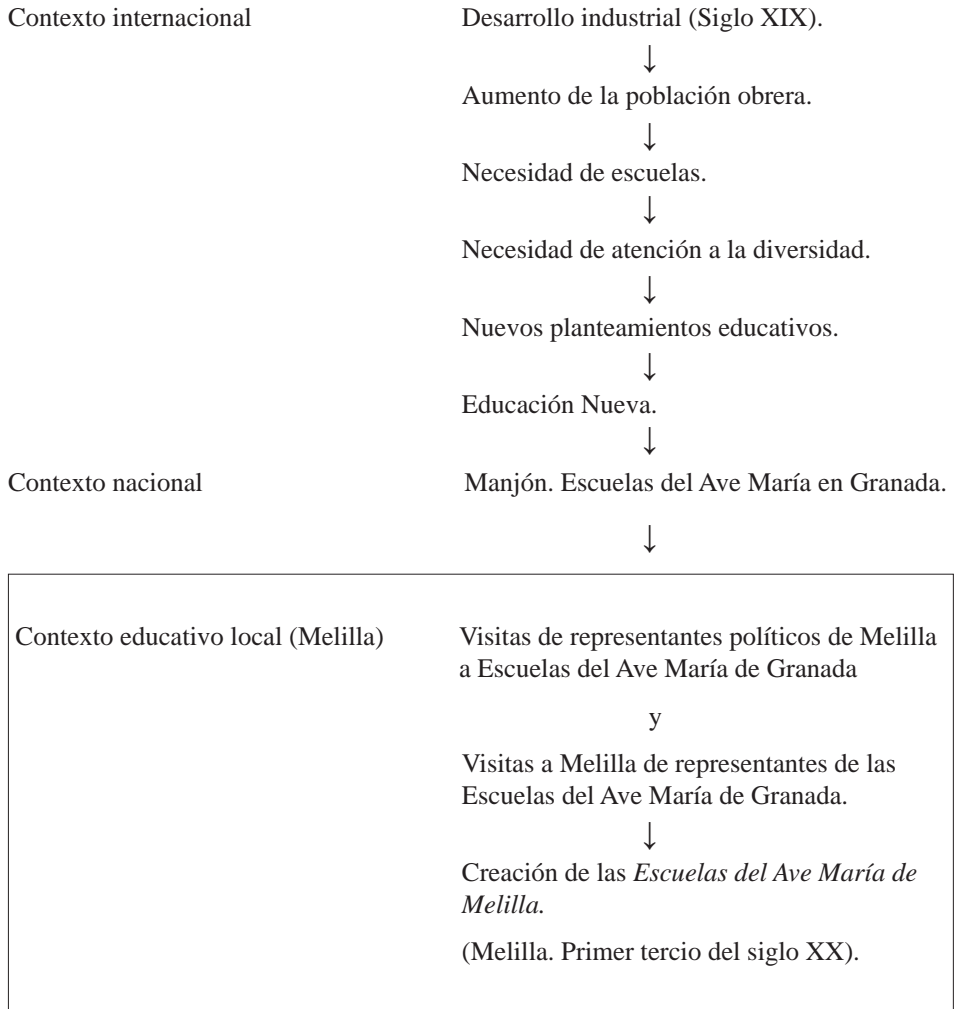 Contexto internacional Desarrollo industrial (Siglo XIX).
↓
Aumento de la población obrera.
↓
Necesidad de escuelas.
↓
Necesidad de atención a la diversidad.
↓
Nuevos planteamientos educativos.
↓
Educación Nueva.
↓
Contexto nacional Manjón. Escuelas del Ave María en Granada.
↓
Contexto educativo local (Melilla) Visitas de representantes políticos de Melilla
a Escuelas del Ave María de Granada
y
Visitas a Melilla de representantes de las
Escuelas del Ave María de Granada.
↓
Creación de las Escuelas del Ave María de
Melilla.
(Melilla. Primer tercio del siglo XX).